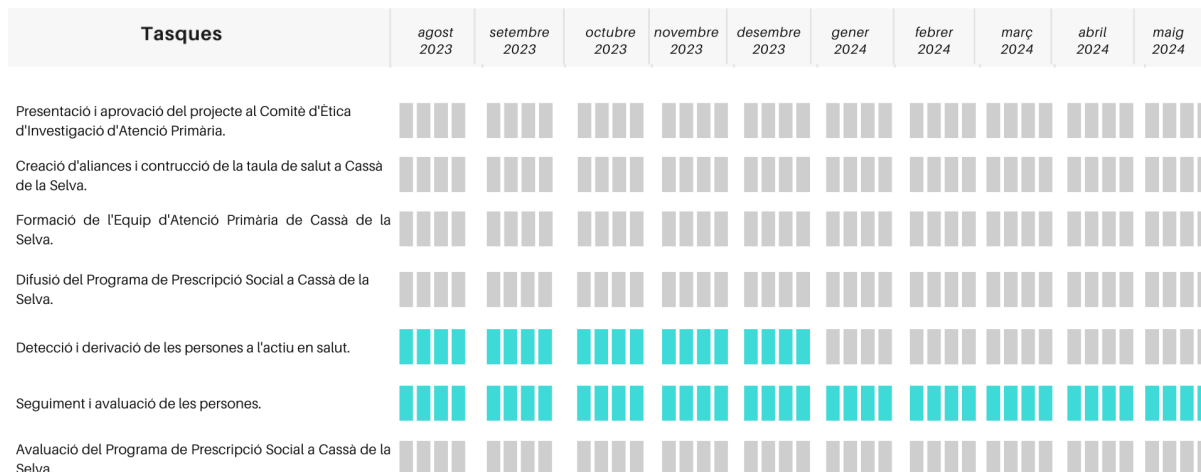 Tasques
agost setembre octubre novembre desembre gener febrer març abril maig
2023 2023 2023 2023 2023 2024 2024 2024 2024 2024
Presentació i aprovació del projecte al Comitè d'Ètica
d'Investigació d'Atenció Primària.
Creació d'aliances i contrucció de la taula de salut a Cassà
de la Selva.
Formació de l'Equip d'Atenció Primària de Cassà de la
Selva.
Difusió del Programa de Prescripció Social a Cassà de la
Selva.
Detecció i derivació de les persones a l'actiu en salut.
Seguiment i avaluació de les persones.
Avaluació del Programa de Prescripció Social a Cassà de la
Selva